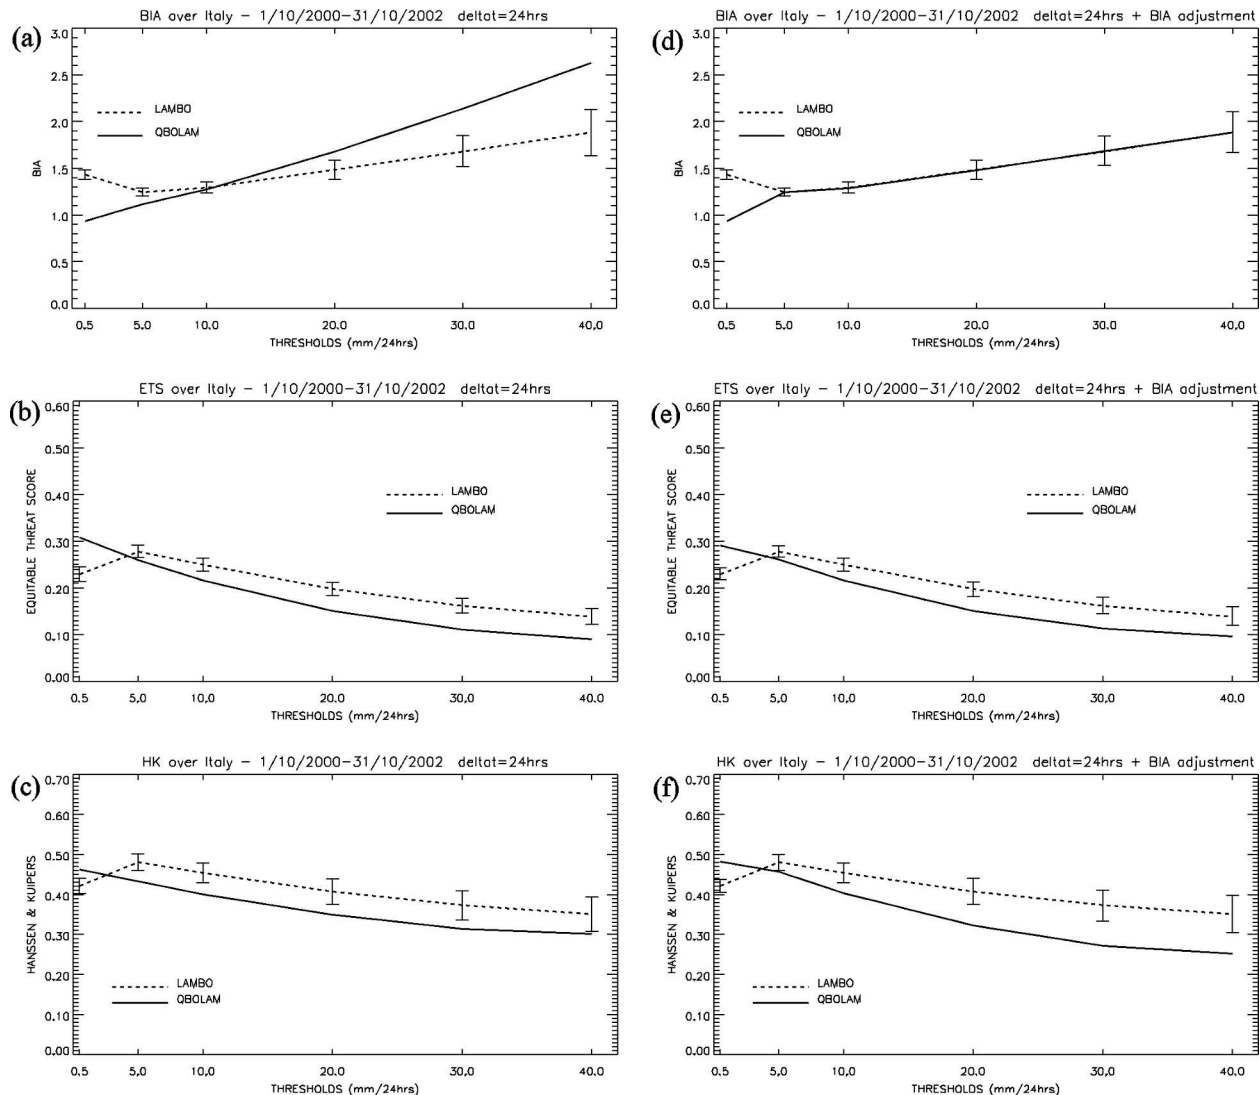 (a)
BIA over Italy – 1/10/2000–31/10/2002 deltat=24hrs
BIA
3.0
2.5
2.0
1.5
1.0
0.5
0.0
LAMBO
QBOLAM
0.5 5.0 10.0 20.0 30.0 40.0
THRESHOLDS (mm/24hrs)
(d)
BIA over Italy – 1/10/2000–31/10/2002 deltat=24hrs + BIA adjustment
BIA
3.0
2.5
2.0
1.5
1.0
0.5
0.0
LAMBO
QBOLAM
0.5 5.0 10.0 20.0 30.0 40.0
THRESHOLDS (mm/24hrs)
(b)
ETS over Italy – 1/10/2000–31/10/2002 deltat=24hrs
EQUITABLE THREAT SCORE
0.60
0.50
0.40
0.30
0.20
0.10
0.00
LAMBO
QBOLAM
0.5 5.0 10.0 20.0 30.0 40.0
THRESHOLDS (mm/24hrs)
(e)
ETS over Italy – 1/10/2000–31/10/2002 deltat=24hrs + BIA adjustment
EQUITABLE THREAT SCORE
0.60
0.50
0.40
0.30
0.20
0.10
0.00
LAMBO
QBOLAM
0.5 5.0 10.0 20.0 30.0 40.0
THRESHOLDS (mm/24hrs)
(c)
HK over Italy – 1/10/2000–31/10/2002 deltat=24hrs
HANSSEN & KUIPERS
0.70
0.60
0.50
0.40
0.30
0.20
0.10
0.00
LAMBO
QBOLAM
0.5 5.0 10.0 20.0 30.0 40.0
THRESHOLDS (mm/24hrs)
(f)
HK over Italy – 1/10/2000–31/10/2002 deltat=24hrs + BIA adjustment
HANSSEN & KUIPERS
0.70
0.60
0.50
0.40
0.30
0.20
0.10
0.00
LAMBO
QBOLAM
0.5 5.0 10.0 20.0 30.0 40.0
THRESHOLDS (mm/24hrs)